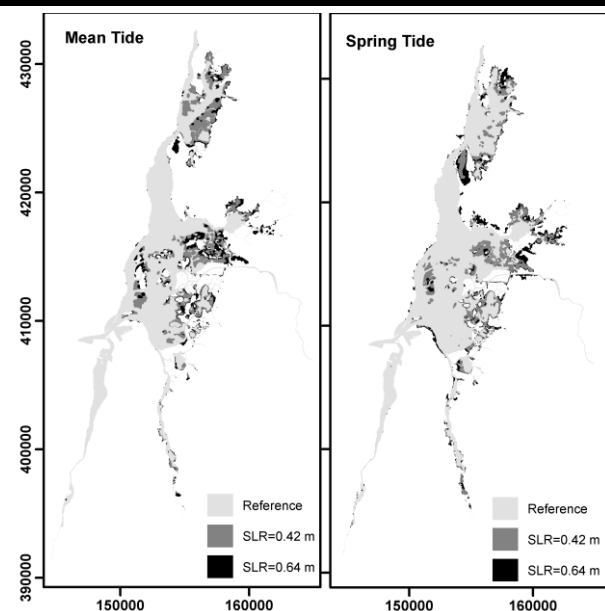 Mean Tide
Spring Tide
430000
420000
410000
400000
390000
Reference
SLR=0.42 m
SLR=0.64 m
Reference
SLR=0.42 m
SLR=0.64 m
150000 160000
150000 160000